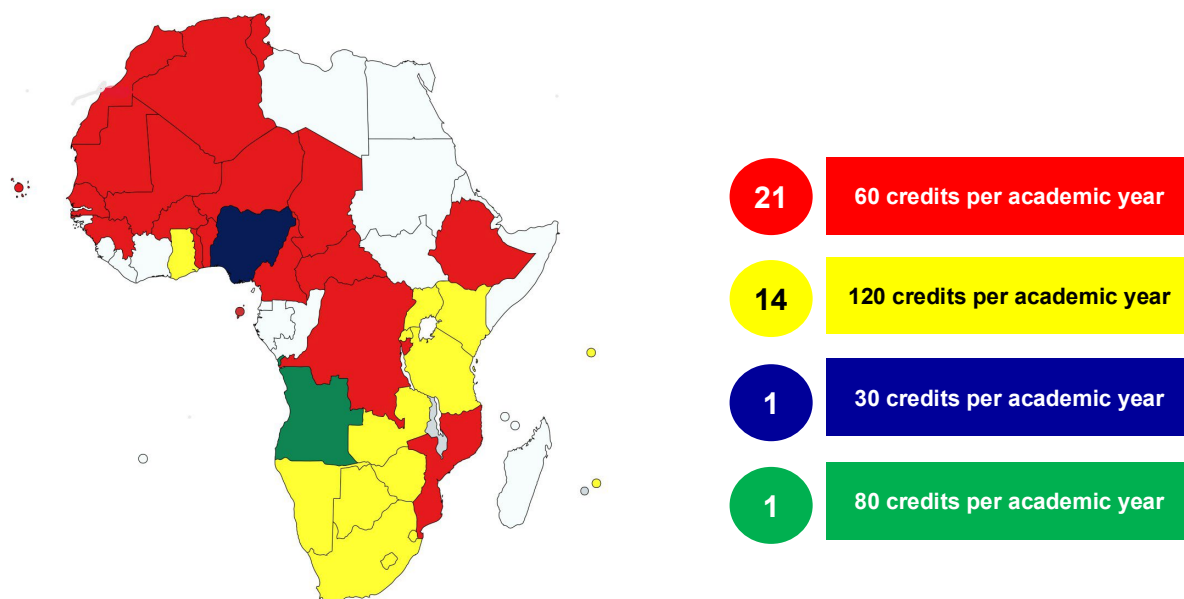 21
60 credits per academic year
14
120 credits per academic year
1
30 credits per academic year
1
80 credits per academic year